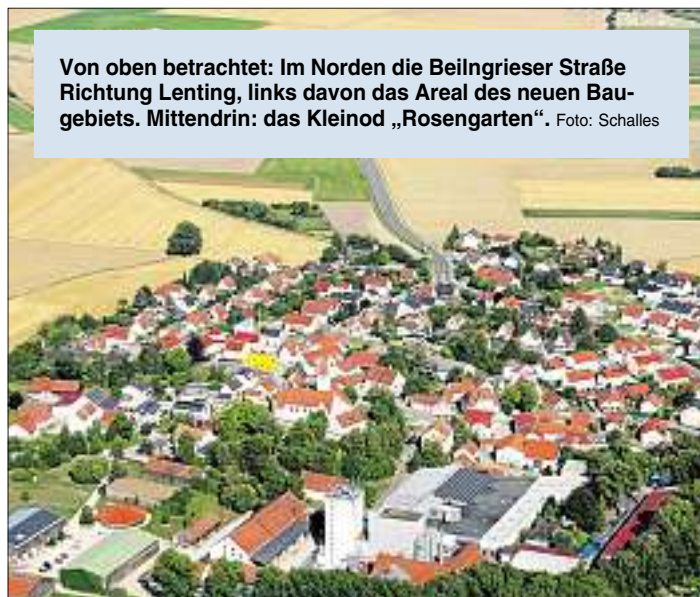 Von oben betrachtet: Im Norden die Beilngrieser Straße
Richtung Lenting, links davon das Areal des neuen Bau-
gebiets. Mittendrin: das Kleinod „Rosengarten“. Foto: Schalles